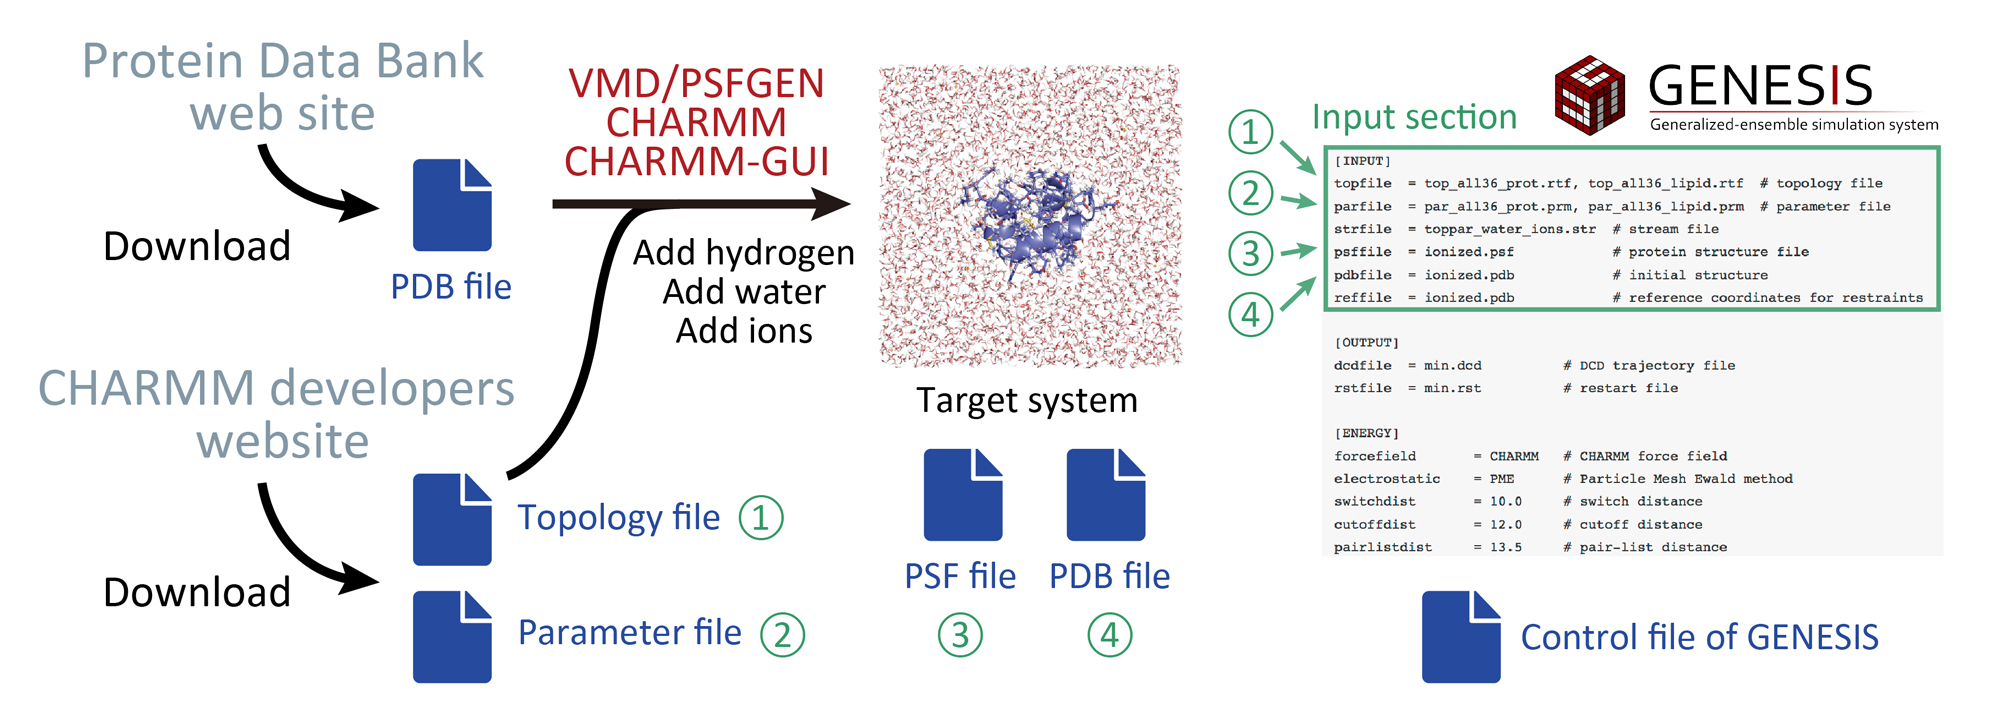 Protein Data Bank
web site
Download
PDB file
CHARMM developers
website
Download
Topology file ①
Parameter file ②
VMD/PSFGEN
CHARMM
CHARMM-GUI
Add hydrogen
Add water
Add ions
Target system
PSF file
③
PDB file
④
GENESIS
Generalized-ensemble simulation system
Input section
①
②
③
④
[INPUT]
topfile = top_all36_prot.rtf, top_all36_lipid.rtf # topology file
parfile = par_all36_prot.prm, par_all36_lipid.prm # parameter file
strfile = toppar_water_ions.str # stream file
psffile = ionized.psf # protein structure file
pdbfile = ionized.pdb # initial structure
reffile = ionized.pdb # reference coordinates for restraints
[OUTPUT]
dcdfile = min.dcd # DCD trajectory file
rstfile = min.rst # restart file
[ENERGY]
forcefield = CHARMM # CHARMM force field
electrostatic = PME # Particle Mesh Ewald method
switchdist = 10.0 # switch distance
cutoffdist = 12.0 # cutoff distance
pairlistdist = 13.5 # pair-list distance
Control file of GENESIS